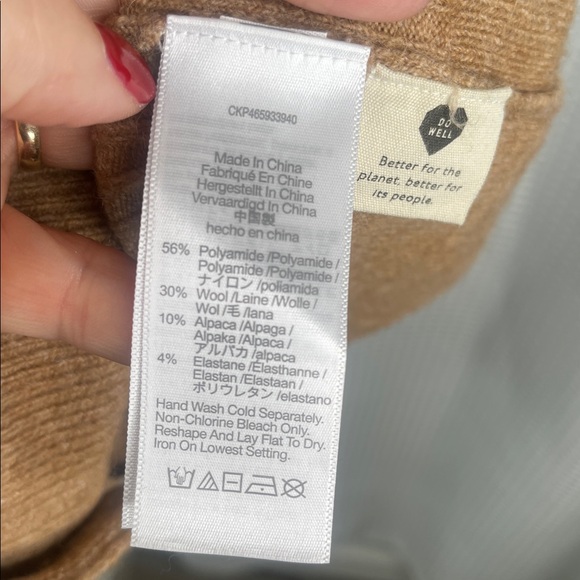 CKP465933940
Made In China
Fabriqué En Chine
Hergestellt In China
Vervaardigd In China
中国製
hecho en china
56% Polyamide /Polyamide /
Polyamide /Polyamide /
ナイロン /poliamida
30% Wool /Laine /Wolle /
Wol /毛 /lana
10% Alpaca /Alpaga /
Alpaka /Alpaca /
アルパカ /alpaca
4% Elastane /Elasthanne /
Elastan /Elastaan /
ポリウレタン /elastano
Hand Wash Cold Separately.
Non-Chlorine Bleach Only.
Reshape And Lay Flat To Dry.
Iron On Lowest Setting.
DO
WELL
Better for the
planet, better for
its people.